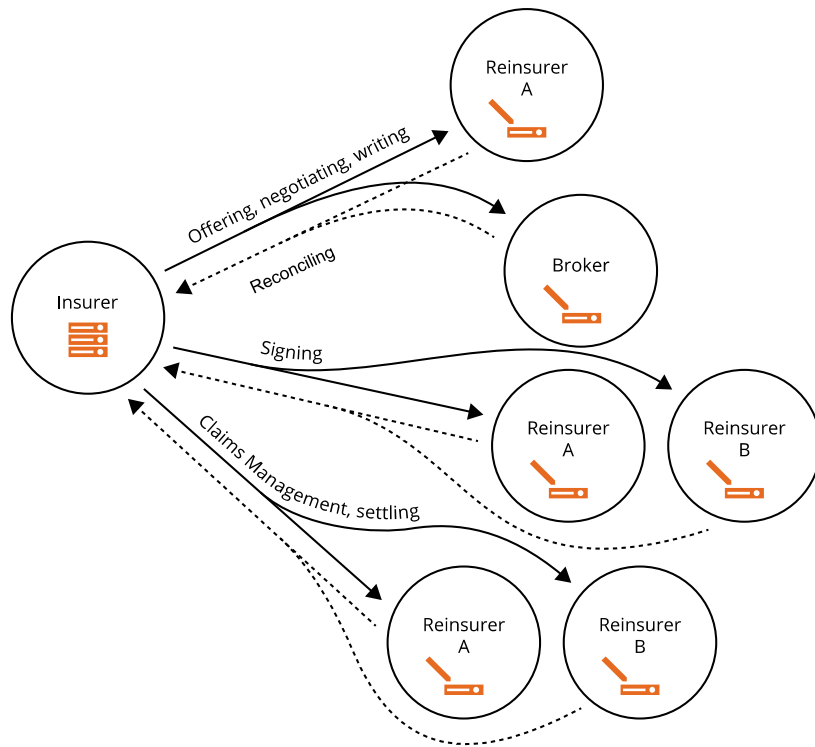 Reinsurer
A
Offering, negotiating, writing
Reconciling
Broker
Insurer
Signing
Reinsurer
A
Reinsurer
B
Claims Management, settling
Reinsurer
A
Reinsurer
B